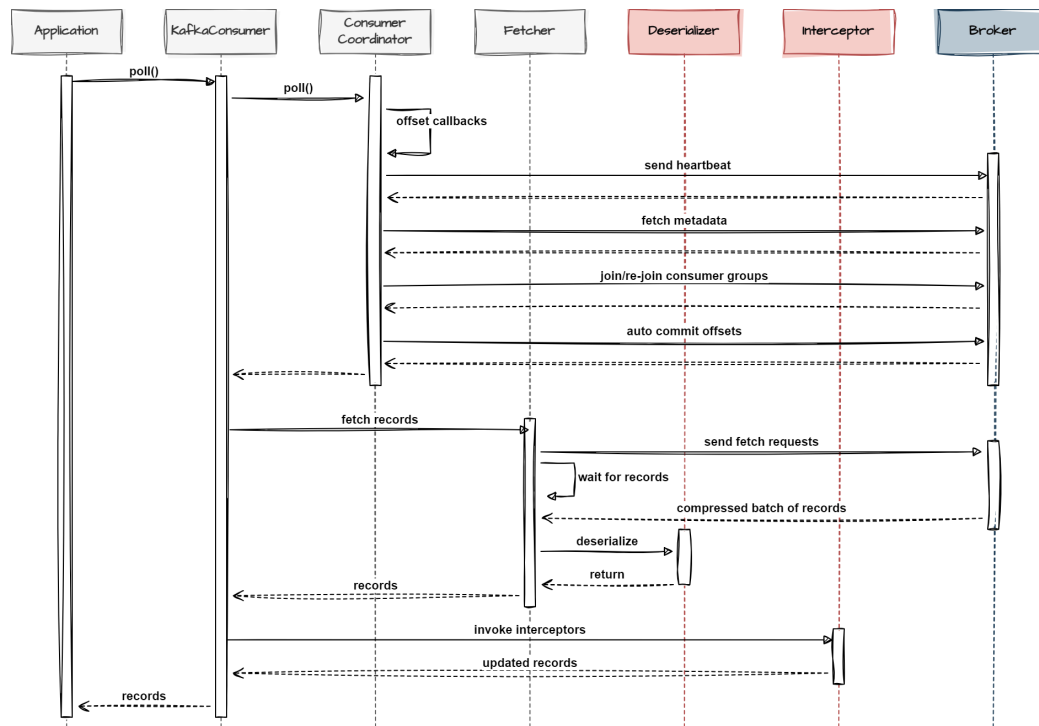 Application
KafkaConsumer
Consumer
Coordinator
Fetcher
Deserializer
Interceptor
Broker
poll()
poll()
offset callbacks
send heartbeat
fetch metadata
join/re-join consumer groups
auto commit offsets
fetch records
send fetch requests
wait for records
compressed batch of records
deserialize
return
records
invoke interceptors
updated records
records